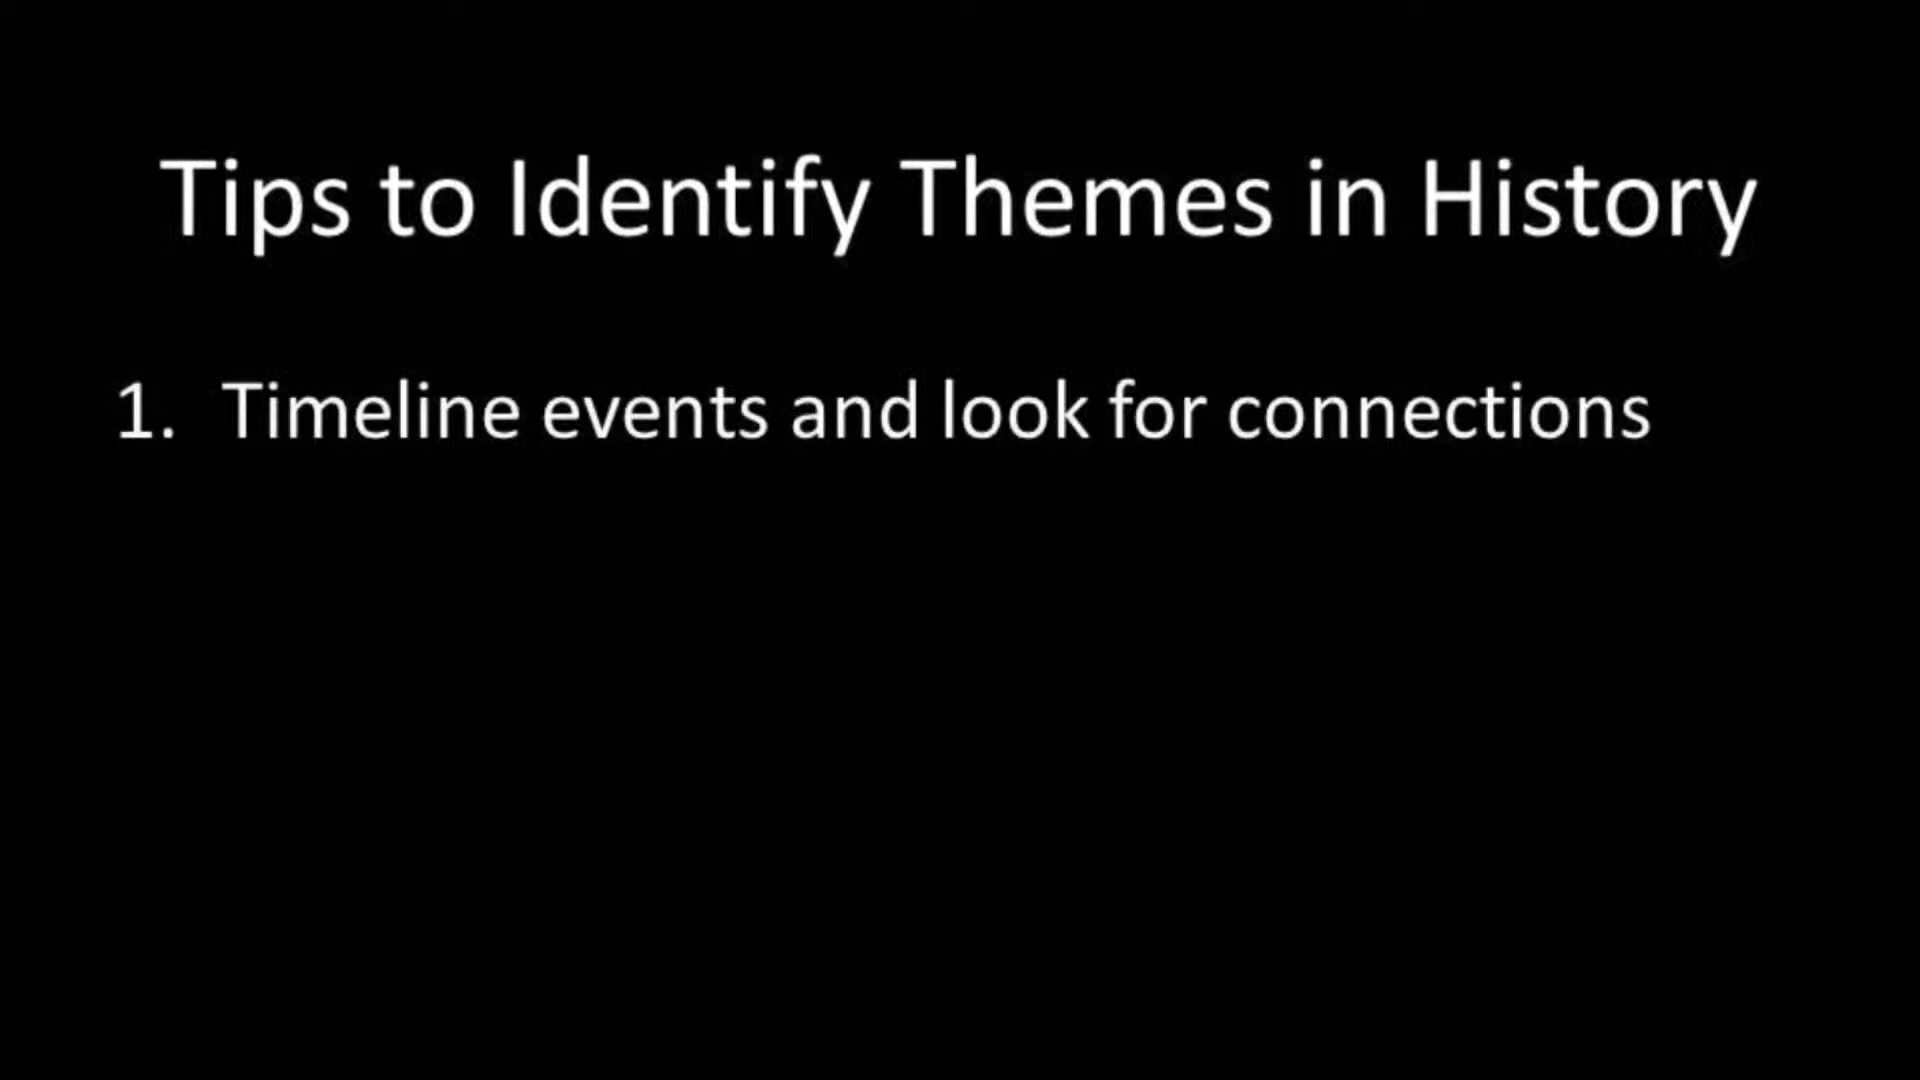 Tips to Identify Themes in History
1. Timeline events and look for connections